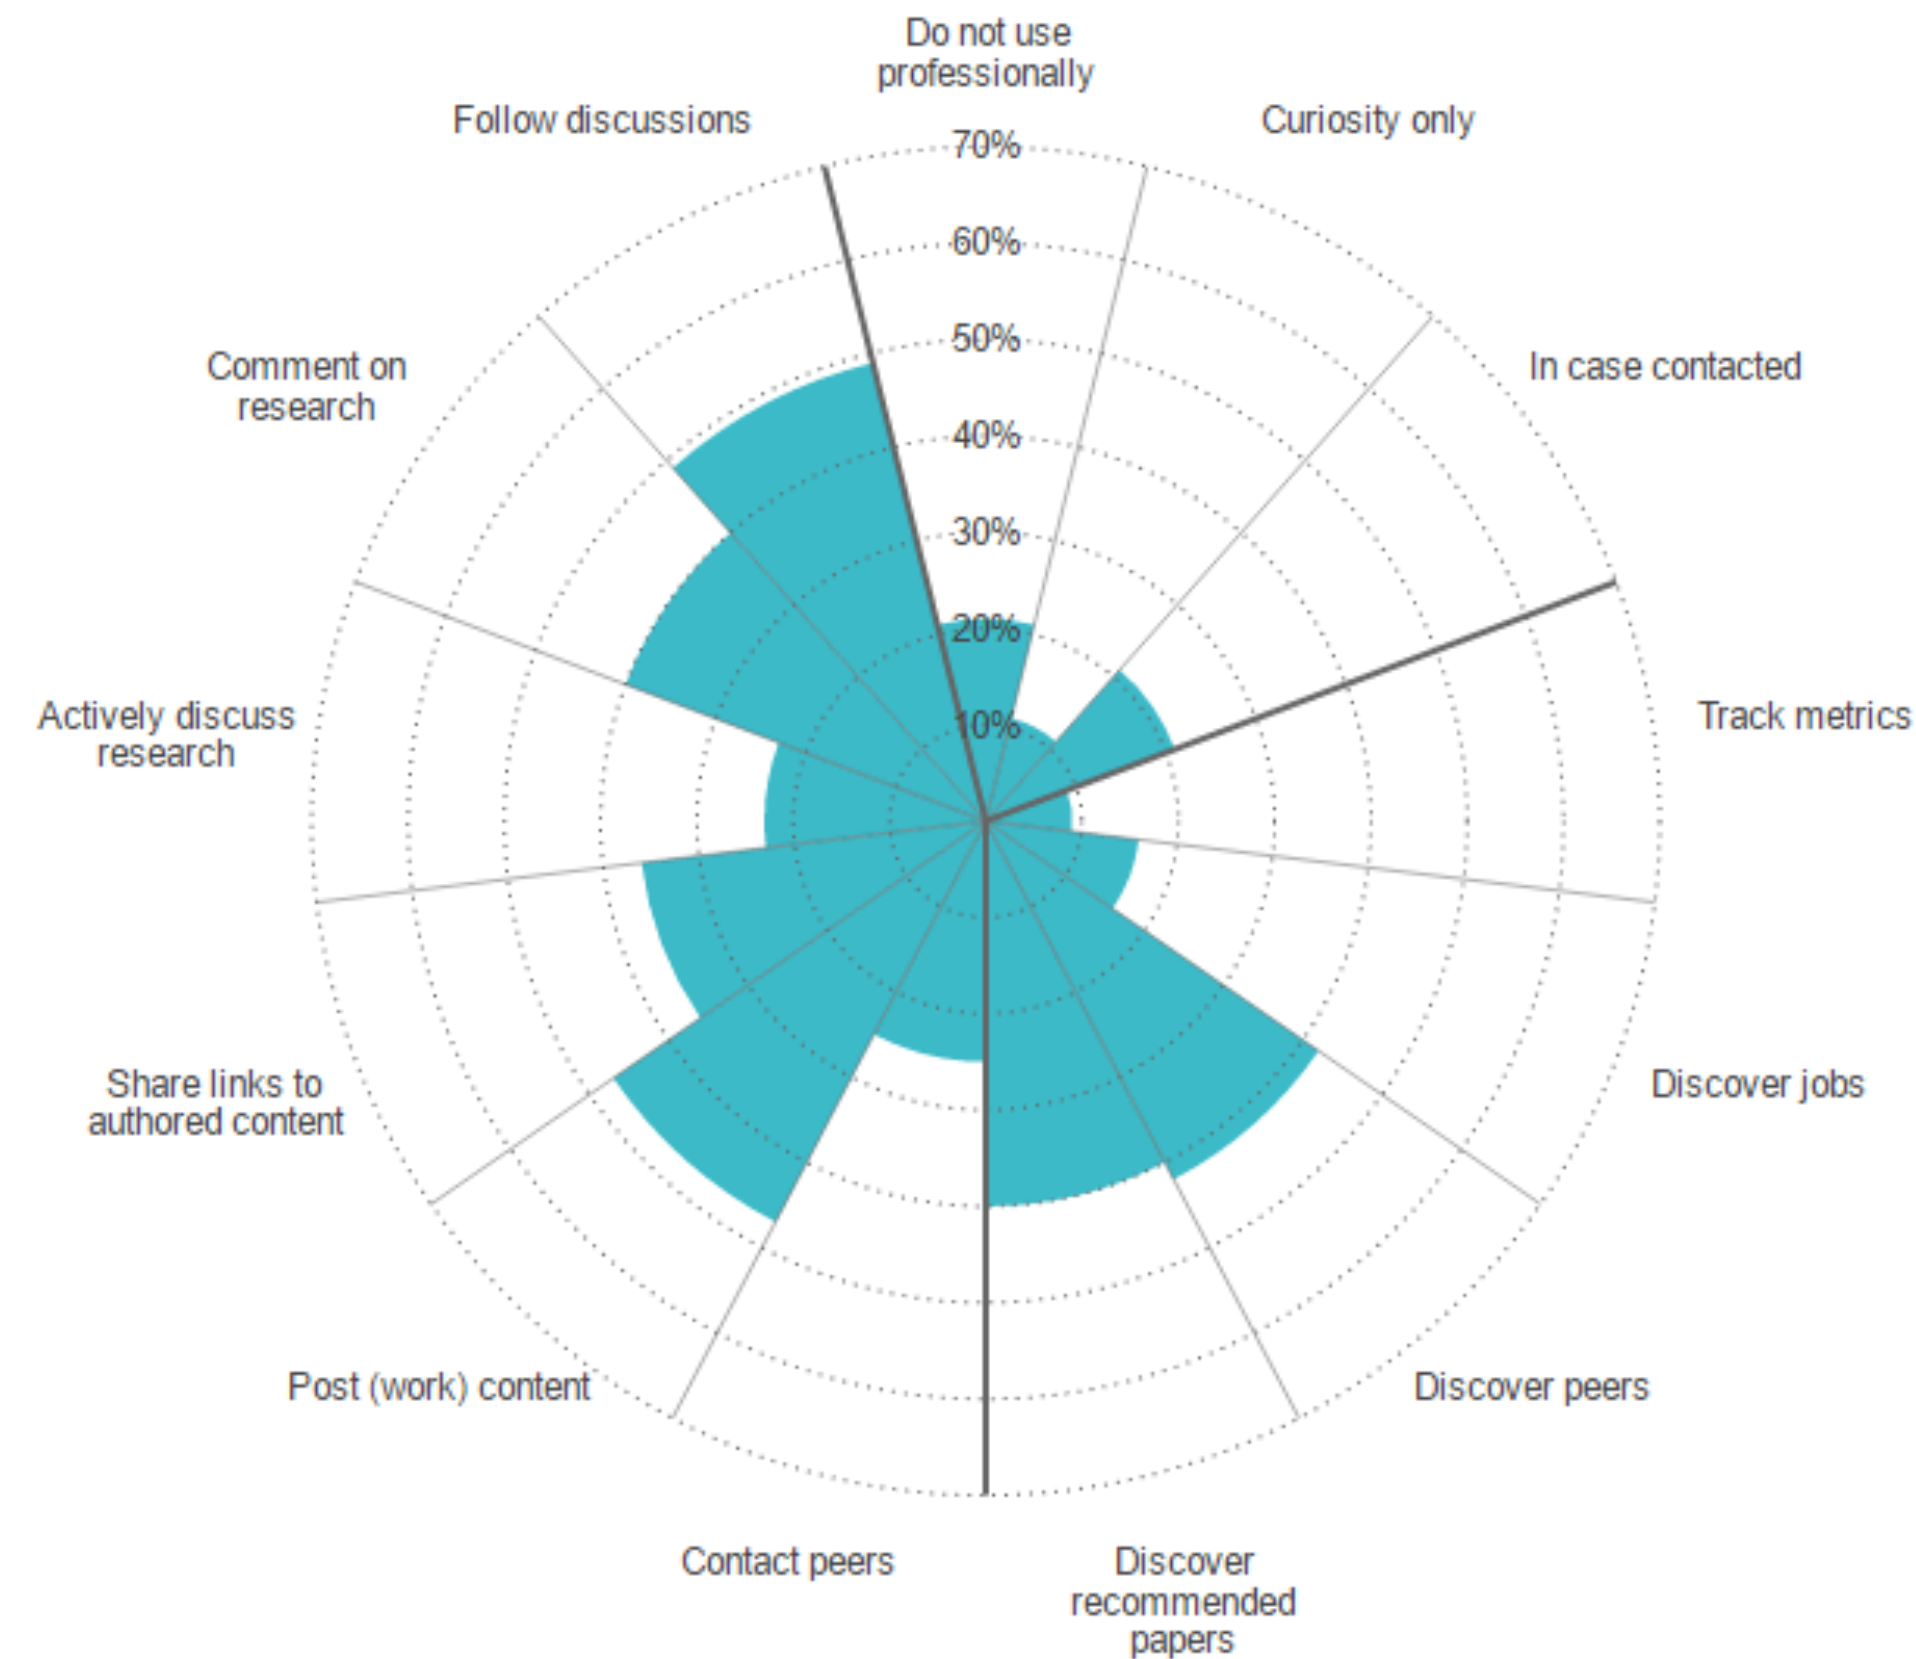 Do not use
professionally
Follow discussions
Curiosity only
70%
60%
50%
40%
30%
20%
10%
Comment on
research
In case contacted
Actively discuss
research
Track metrics
Share links to
authored content
Discover jobs
Post (work) content
Discover peers
Contact peers
Discover
recommended
papers